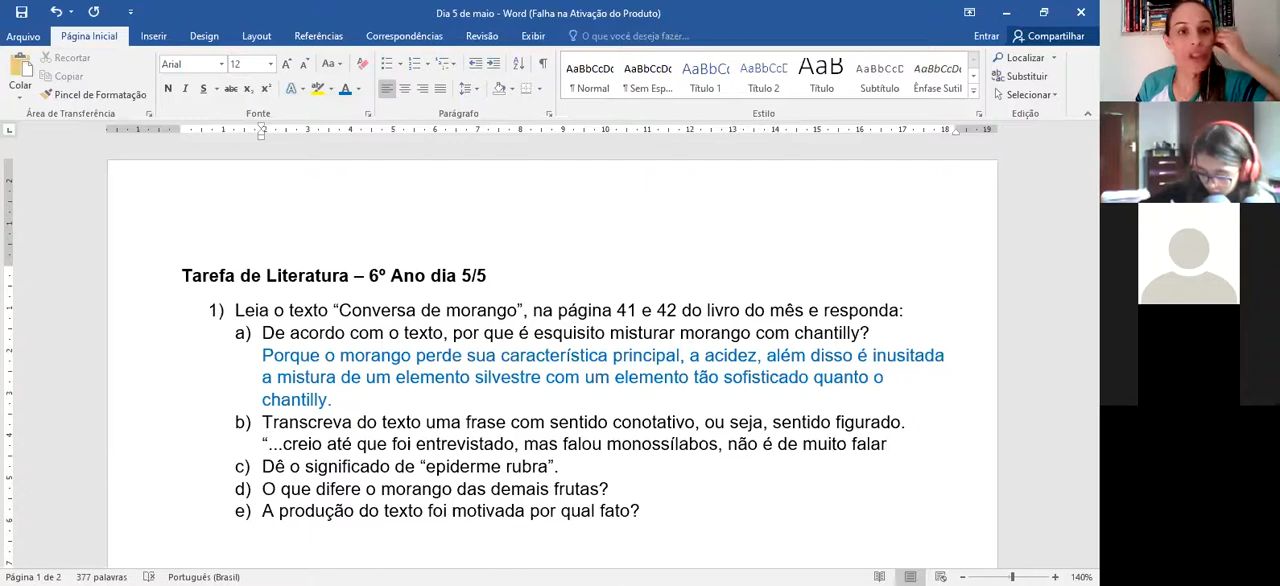 Dia 5 de maio - Word (Falha na Ativação do Produto)
Arquivo Página Inicial Inserir Design Layout Referências Correspondências Revisão Exibir O que você deseja fazer... Entrar Compartilhar
Colar
Recortar
Copiar
Pincel de Formatação
Área de Transferência
Arial 12
Fonte
Parágrafo
AaBbCcDc AaBbCcDc AaBbCc AaBbCcD AaB AaBbCcD AaBbCcDc
¶ Normal ¶ Sem Esp... Título 1 Título 2 Título Subtítulo Ênfase Sutil
Estilo
Localizar
Substituir
Selecionar
Edição
Tarefa de Literatura – 6º Ano dia 5/5
1) Leia o texto “Conversa de morango”, na página 41 e 42 do livro do mês e responda:
a) De acordo com o texto, por que é esquisito misturar morango com chantilly?
Porque o morango perde sua característica principal, a acidez, além disso é inusitada
a mistura de um elemento silvestre com um elemento tão sofisticado quanto o
chantilly.
b) Transcreva do texto uma frase com sentido conotativo, ou seja, sentido figurado.
“...creio até que foi entrevistado, mas falou monossílabos, não é de muito falar
c) Dê o significado de “epiderme rubra”.
d) O que difere o morango das demais frutas?
e) A produção do texto foi motivada por qual fato?
Página 1 de 2 377 palavras Português (Brasil) 140%